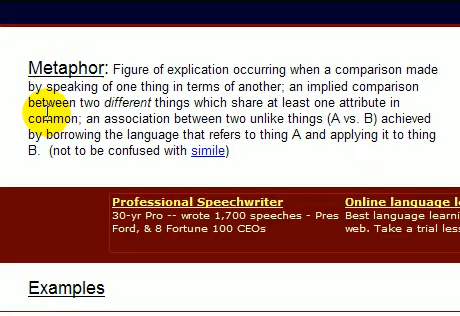 Metaphor: Figure of explication occurring when a comparison made
by speaking of one thing in terms of another; an implied comparison
between two different things which share at least one attribute in
common; an association between two unlike things (A vs. B) achieved
by borrowing the language that refers to thing A and applying it to thing
B. (not to be confused with simile)
Professional Speechwriter
30-yr Pro -- wrote 1,700 speeches - Pres
Ford, & 8 Fortune 100 CEOs
Online language
Best language
web. Take a trial
Examples